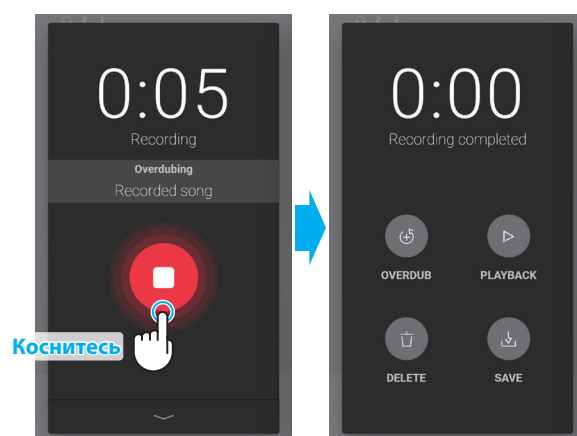 0:05
Recording
Overdubing
Recorded song
Коснитесь
0:00
Recording completed
OVERDUB PLAYBACK
DELETE SAVE